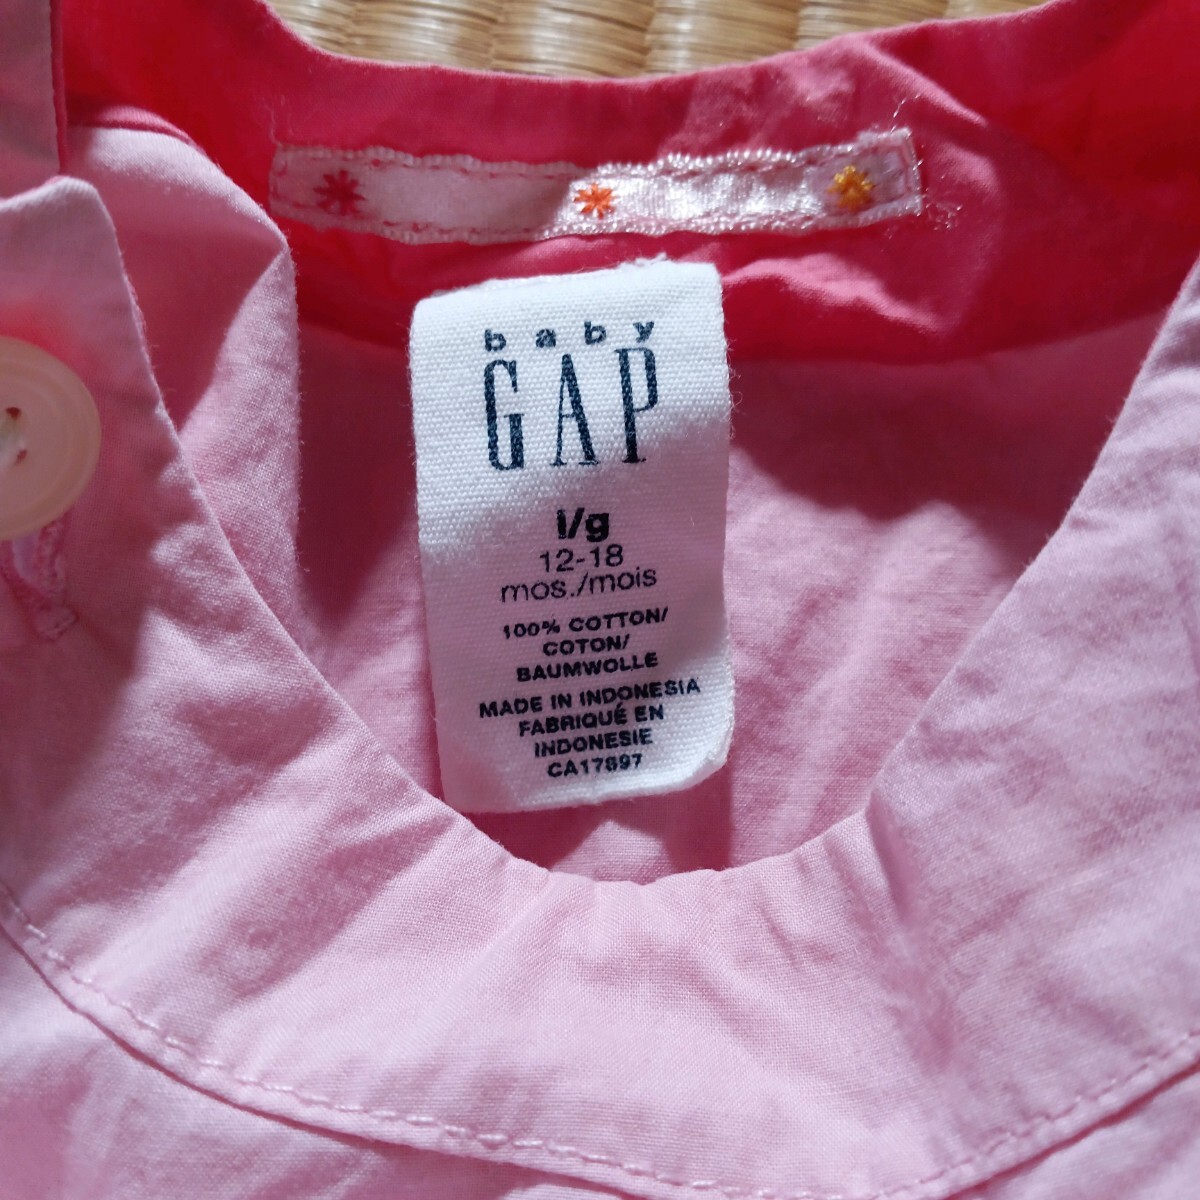 baby
GAP
l/g
12-18
mos./mois
100% COTTON/
COTON/
BAUMWOLLE
MADE IN INDONESIA
FABRIQUÉ EN
INDONESIE
CA17897